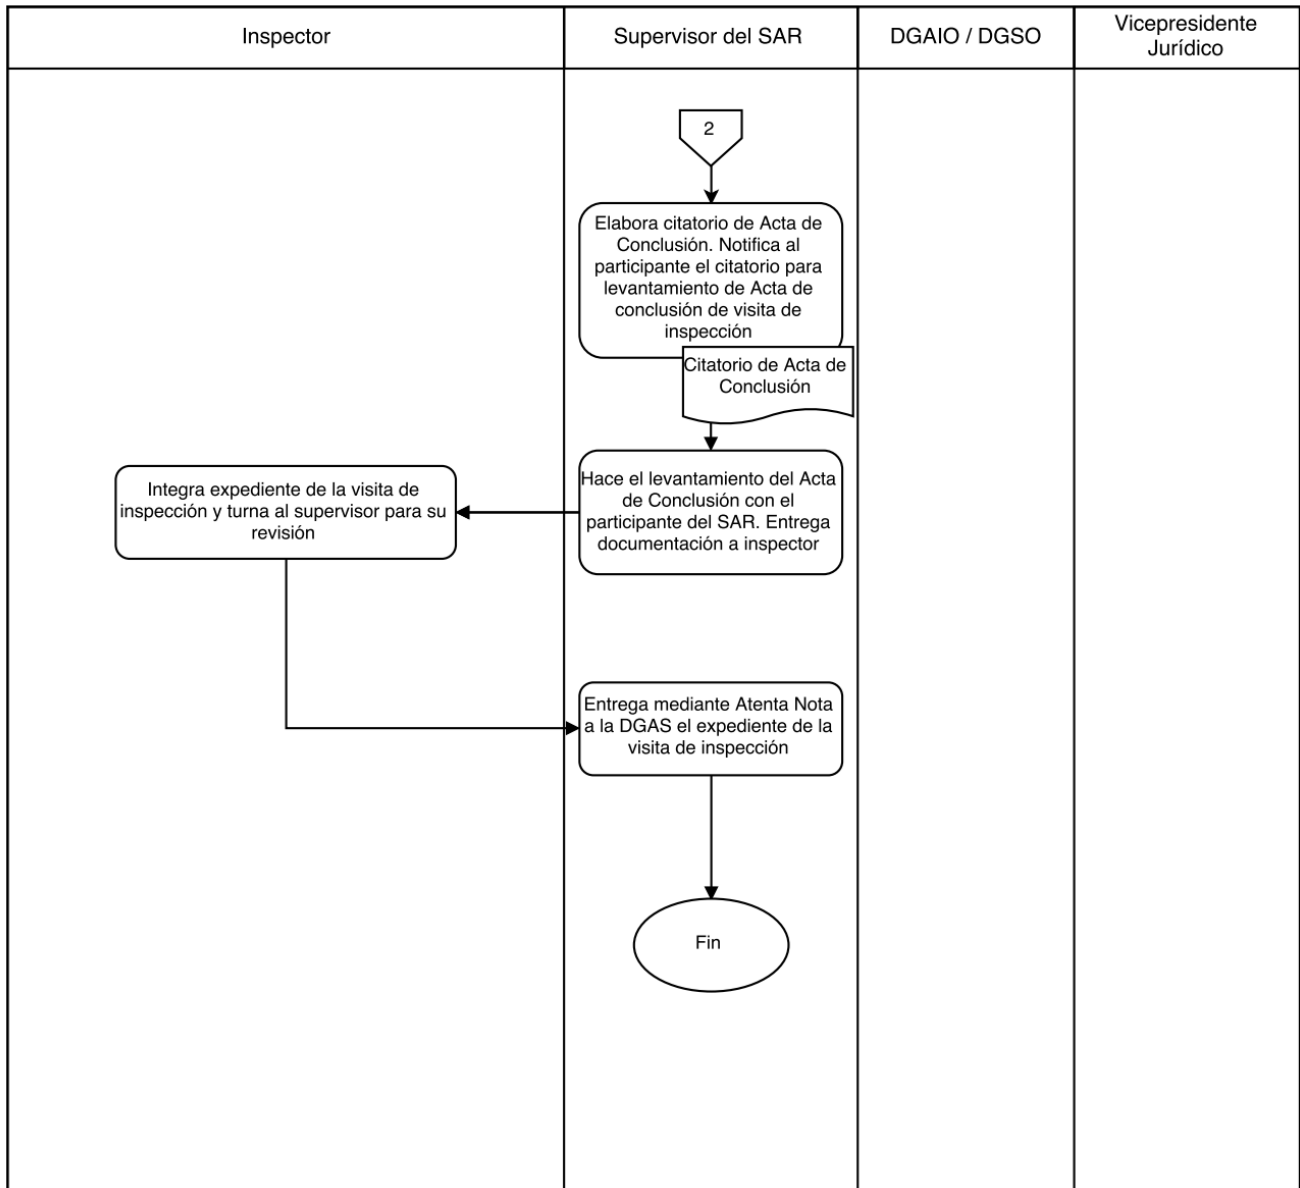 Inspector
Supervisor del SAR
DGAIO / DGSO
Vicepresidente
Jurídico
2
Elabora citatorio de Acta de
Conclusión. Notifica al
participante el citatorio para
levantamiento de Acta de
conclusión de visita de
inspección
Citatorio de Acta de
Conclusión
Hace el levantamiento del Acta
de Conclusión con el
participante del SAR. Entrega
documentación a inspector
Integra expediente de la visita de
inspección y turna al supervisor para su
revisión
Entrega mediante Atenta Nota
a la DGAS el expediente de la
visita de inspección
Fin